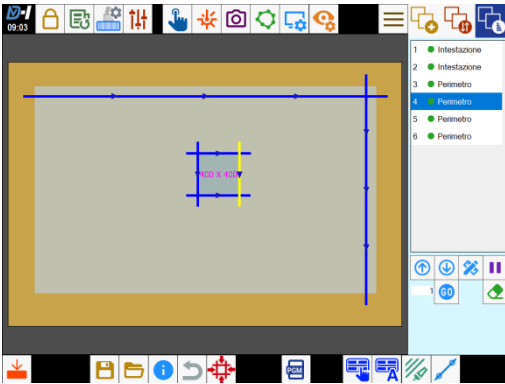 09:03
1 Intestazione
2 Intestazione
3 Perimetro
4 Perimetro
5 Perimetro
6 Perimetro
400 X 400
1
GO
PGM
A